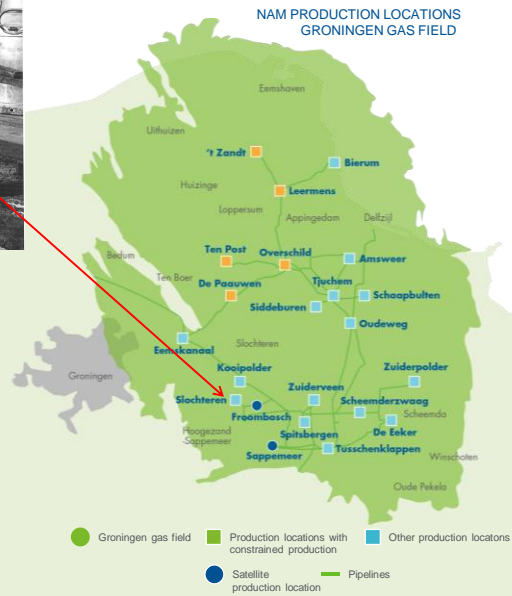 NAM PRODUCTION LOCATIONS
GRONINGEN GAS FIELD
Eemshaven
Uithuizen
't Zandt
Bierum
Huizinge
Leermens
Loppersum
Appingedam
Delfzijl
Bedum
Ten Post
Overschild
Amsweer
Ten Boer
De Paauwen
Tjuchem
Schaapbulten
Siddeburen
Oudeweg
Eemskanaal
Slochteren
Groningen
Kooipolder
Zuiderpolder
Zuiderveen
Slochteren
Scheemderzwaag
Froombosch
Scheemda
Hoogezand
-Sappemeer
Spitsbergen
De Eeker
Sappemeer
Tusschenklappen
Winschoten
Oude Pekela
Groningen gas field
Production locations with
constrained production
Other production locatons
Satellite
production location
Pipelines